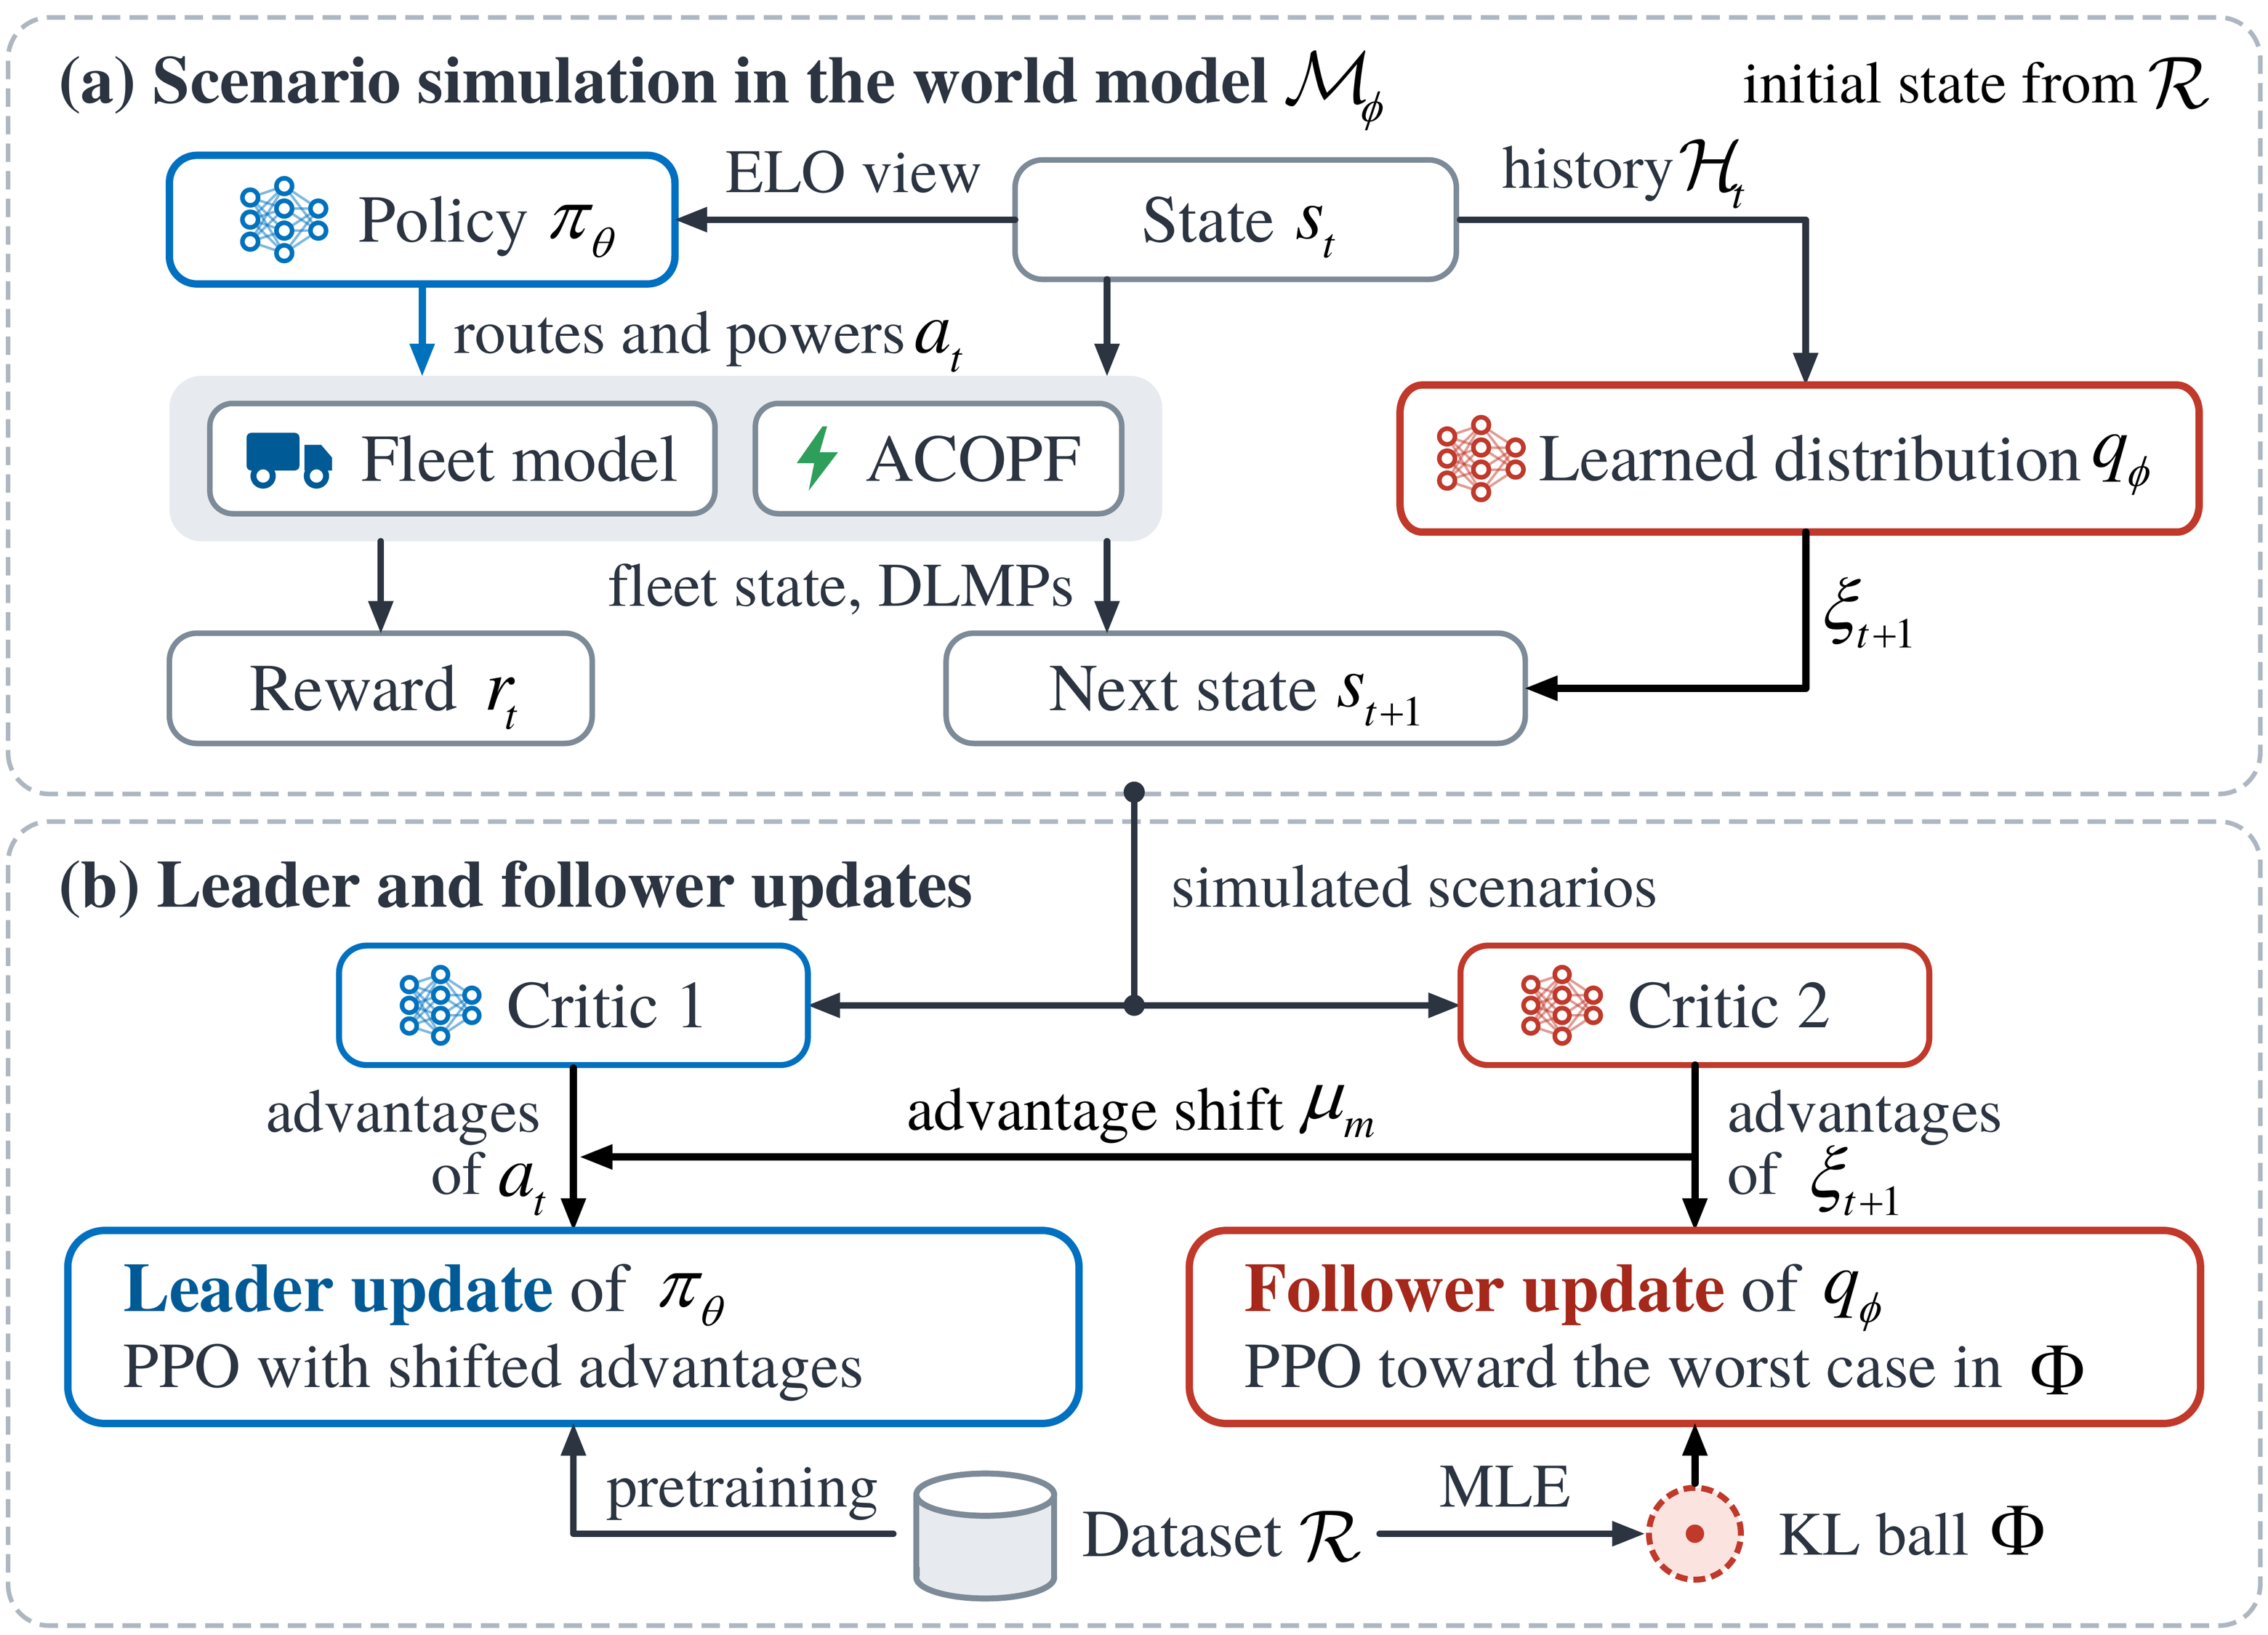 (a) Scenario simulation in the world model ℳ_ϕ
initial state from ℛ
Policy π_θ
ELO view
State s_t
history ℋ_t
routes and powers a_t
Fleet model
ACOPF
Learned distribution q_ϕ
fleet state, DLMPs
ξ_{t+1}
Reward r_t
Next state s_{t+1}
(b) Leader and follower updates
simulated scenarios
Critic 1
Critic 2
advantages
of a_t
advantage shift μ_m
advantages
of ξ_{t+1}
Leader update of π_θ
PPO with shifted advantages
Follower update of q_ϕ
PPO toward the worst case in Φ
pretraining
Dataset ℛ
MLE
KL ball Φ